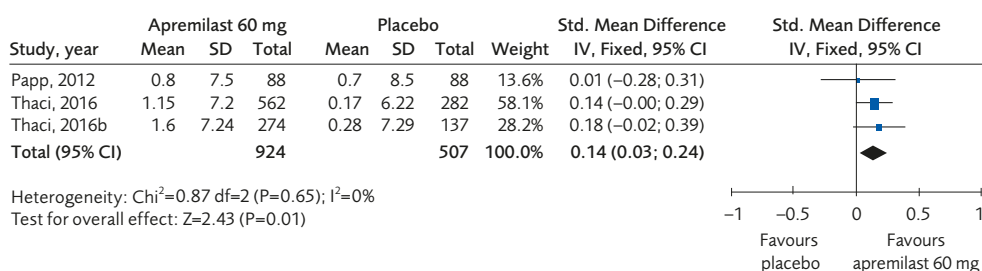 Apremilast 60 mg Placebo Std. Mean Difference Std. Mean Difference
Study, year Mean SD Total Mean SD Total Weight IV, Fixed, 95% CI IV, Fixed, 95% CI
Papp, 2012 0.8 7.5 88 0.7 8.5 88 13.6% 0.01 (−0.28; 0.31)
Thaci, 2016 1.15 7.2 562 0.17 6.22 282 58.1% 0.14 (−0.00; 0.29)
Thaci, 2016b 1.6 7.24 274 0.28 7.29 137 28.2% 0.18 (−0.02; 0.39)
Total (95% CI) 924 507 100.0% 0.14 (0.03; 0.24)
Heterogeneity: Chi²=0.87 df=2 (P=0.65); I²=0%
Test for overall effect: Z=2.43 (P=0.01)
−1 −0.5 0 0.5 1
Favours Favours
placebo apremilast 60 mg